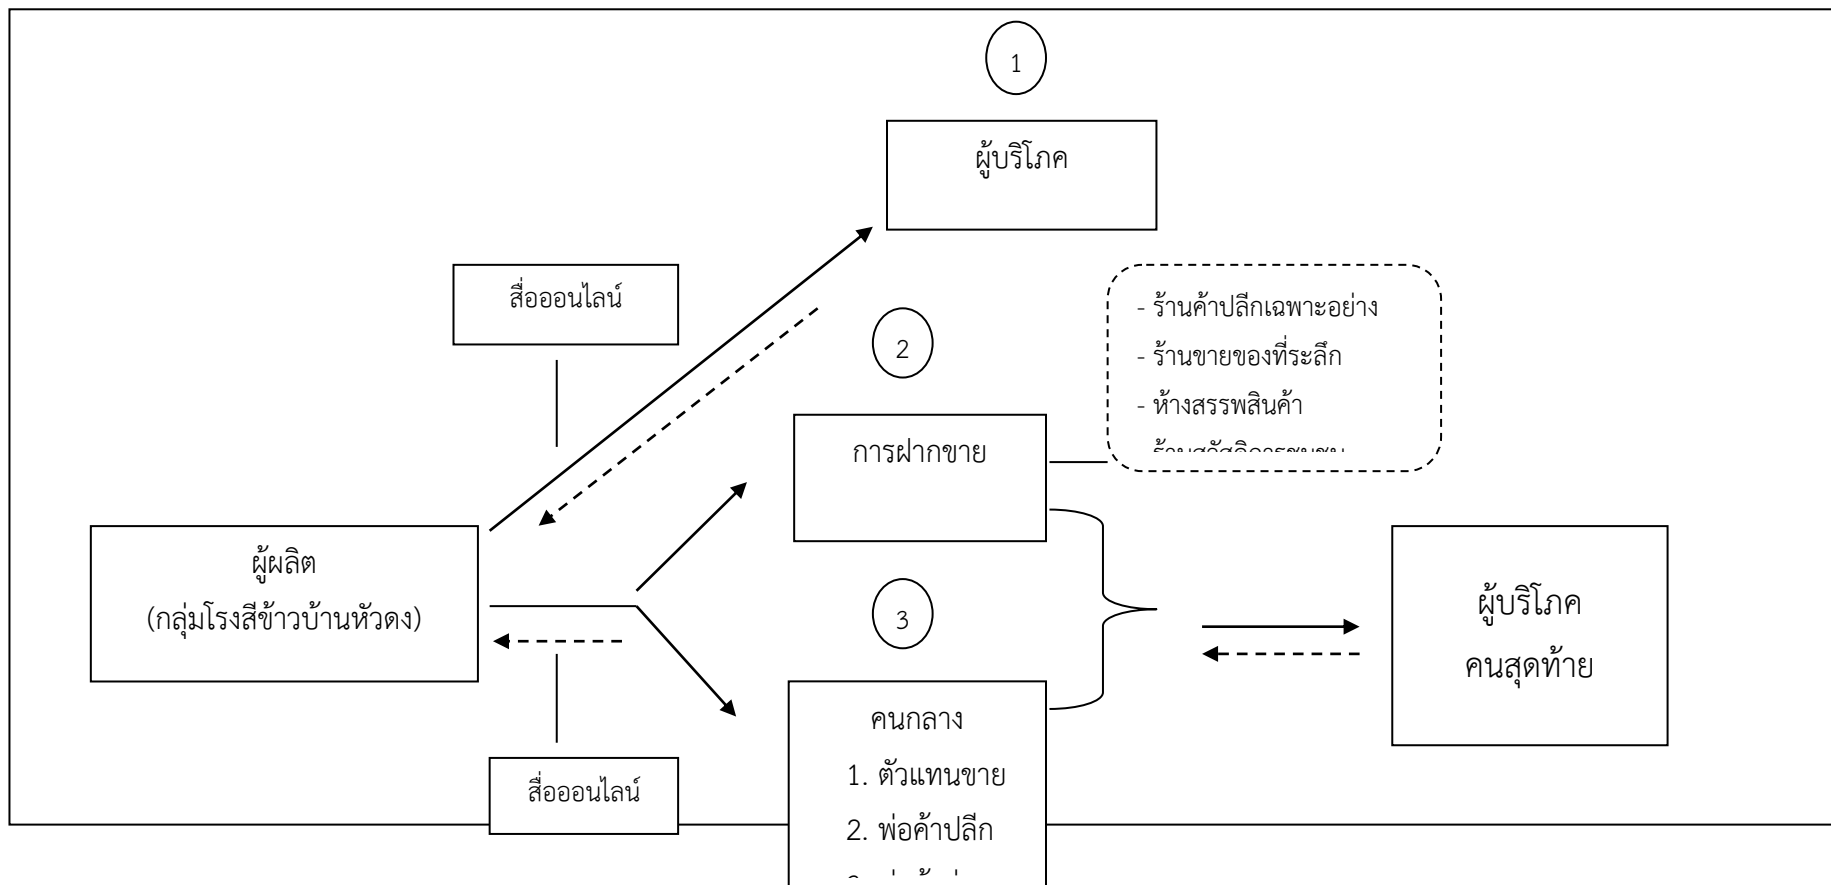 1
ผู้บริโภค
สื่อออนไลน์
- ร้านค้าปลีกเฉพาะอย่าง
- ร้านขายของที่ระลึก
- ห้างสรรพสินค้า
2
การฝากขาย
ผู้ผลิต
(กลุ่มโรงสีข้าวบ้านหัวดง)
3
ผู้บริโภค
คนสุดท้าย
คนกลาง
1. ตัวแทนขาย
2. พ่อค้าปลีก
สื่อออนไลน์